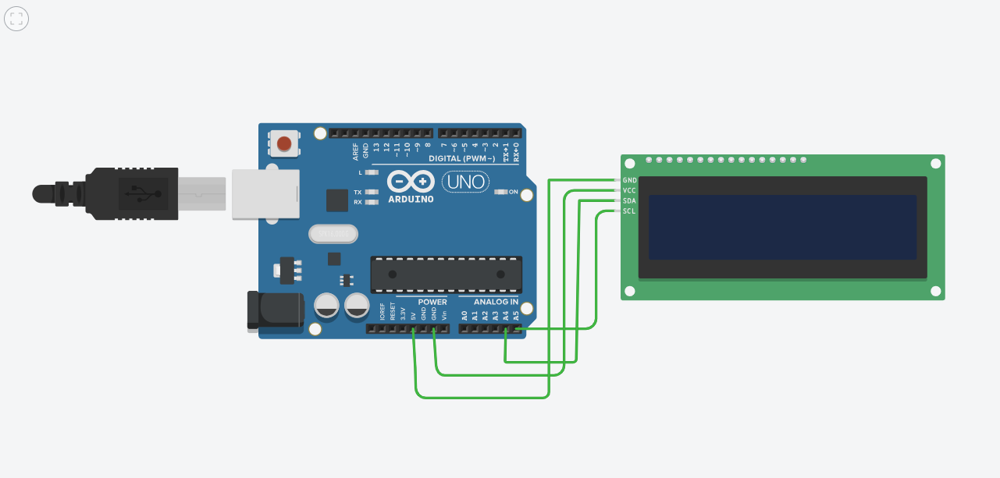 AREF
GND
13
12
~11
~10
~9
8
7
~6
~5
4
~3
2
TX→1
RX←0
DIGITAL (PWM~)
L
TX
RX
ARDUINO
UNO
ON
GND
VCC
SDA
SCL
POWER
ANALOG IN
IOREF
RESET
3.3V
5V
GND
GND
Vin
A0
A1
A2
A3
A4
A5